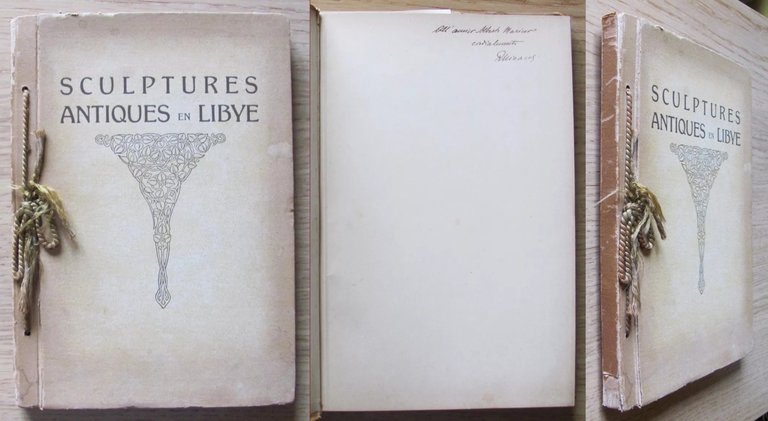 SCULPTURES
ANTIQUES EN LIBYE
All' amico
cordialmente
SCULPTURES
ANTIQUES EN LIBYE